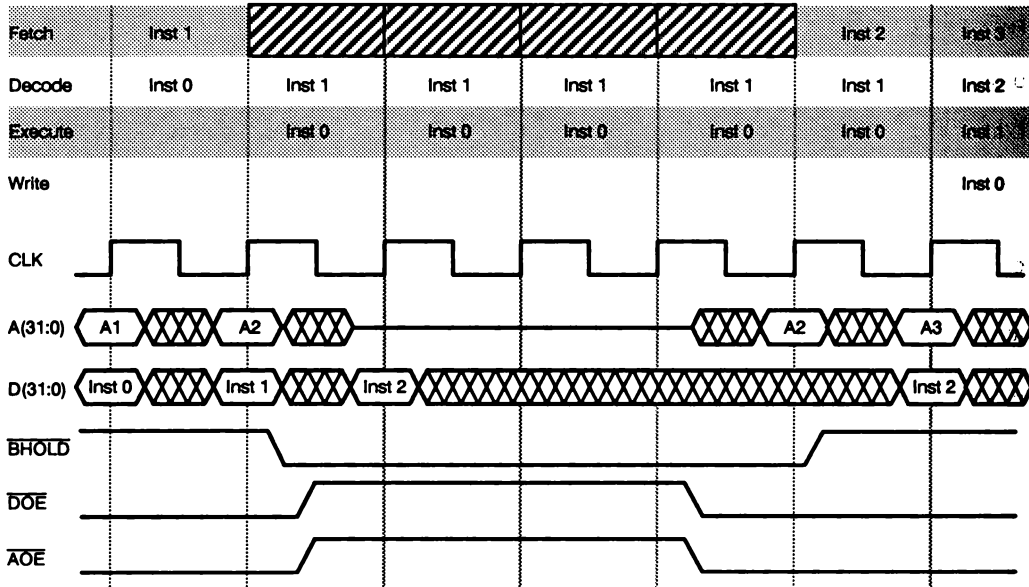 Fetch Inst 1 Inst 2 Inst 3
Decode Inst 0 Inst 1 Inst 1 Inst 1 Inst 1 Inst 1 Inst 2
Execute Inst 0 Inst 0 Inst 0 Inst 0 Inst 0 Inst 1
Write Inst 0
CLK
A(31:0) A1 A2 A2 A3
D(31:0) Inst 0 Inst 1 Inst 2 Inst 2
BHOLD
DOE
AOE